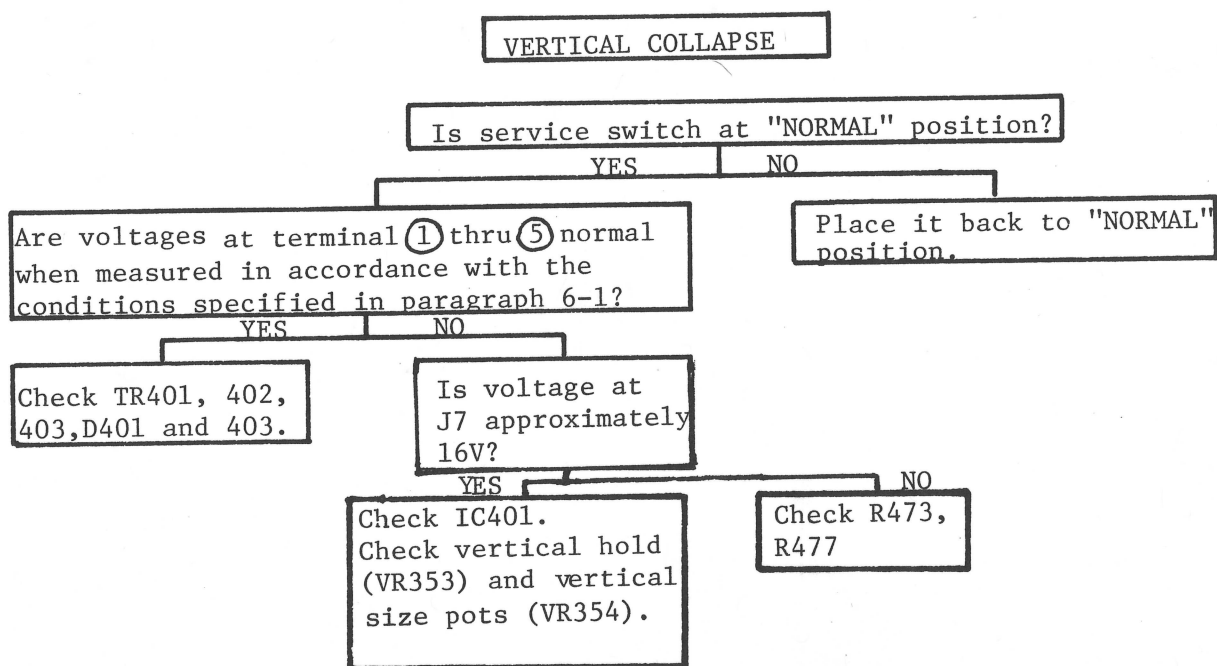 VERTICAL COLLAPSE
Is service switch at "NORMAL" position?
YES NO
Are voltages at terminal 1 thru 5 normal
when measured in accordance with the
conditions specified in paragraph 6-1?
Place it back to "NORMAL"
position.
YES NO
Check TR401, 402,
403,D401 and 403.
Is voltage at
J7 approximately
16V?
YES NO
Check IC401.
Check vertical hold
(VR353) and vertical
size pots (VR354).
Check R473,
R477